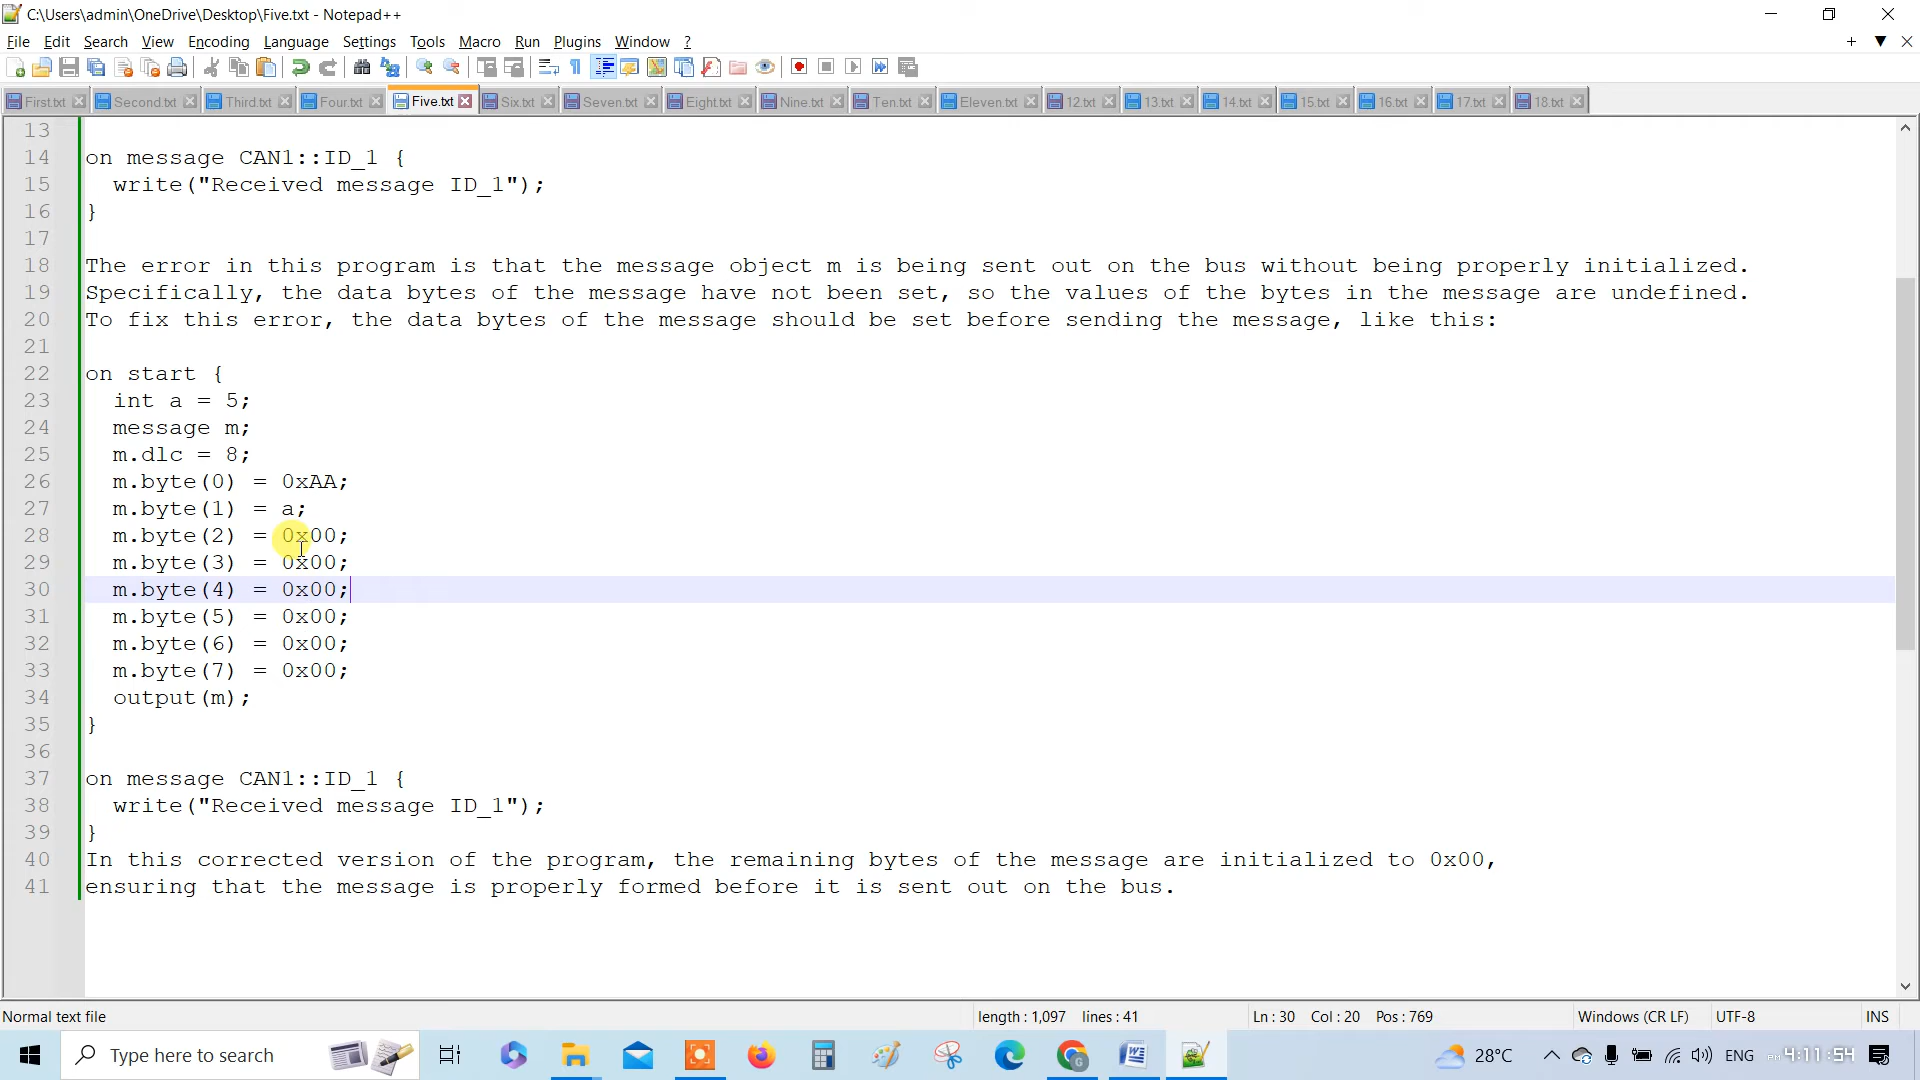 C:\Users\admin\OneDrive\Desktop\Five.txt - Notepad++
File Edit Search View Encoding Language Settings Tools Macro Run Plugins Window ?
First.txt Second.txt Third.txt Four.txt Five.txt Six.txt Seven.txt Eight.txt Nine.txt Ten.txt Eleven.txt 12.txt 13.txt 14.txt 15.txt 16.txt 17.txt 18.txt
13
14 on message CAN1::ID_1 {
15 write("Received message ID_1");
16 }
17
18 The error in this program is that the message object m is being sent out on the bus without being properly initialized.
19 Specifically, the data bytes of the message have not been set, so the values of the bytes in the message are undefined.
20 To fix this error, the data bytes of the message should be set before sending the message, like this:
21
22 on start {
23 int a = 5;
24 message m;
25 m.dlc = 8;
26 m.byte(0) = 0xAA;
27 m.byte(1) = a;
28 m.byte(2) = 0x00;
29 m.byte(3) = 0x00;
30 m.byte(4) = 0x00;
31 m.byte(5) = 0x00;
32 m.byte(6) = 0x00;
33 m.byte(7) = 0x00;
34 output(m);
35 }
36
37 on message CAN1::ID_1 {
38 write("Received message ID_1");
39 }
40 In this corrected version of the program, the remaining bytes of the message are initialized to 0x00,
41 ensuring that the message is properly formed before it is sent out on the bus.
Normal text file length : 1,097 lines : 41 Ln : 30 Col : 20 Pos : 769 Windows (CR LF) UTF-8 INS
Type here to search 28°C ENG PM 4:11:54